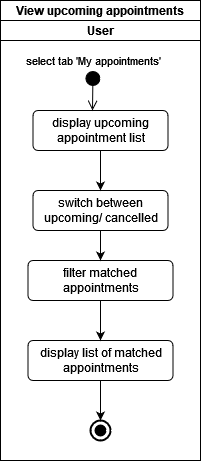 View upcoming appointments
User
select tab 'My appointments'
display upcoming
appointment list
switch between
upcoming/ cancelled
filter matched
appointments
display list of matched
appointments